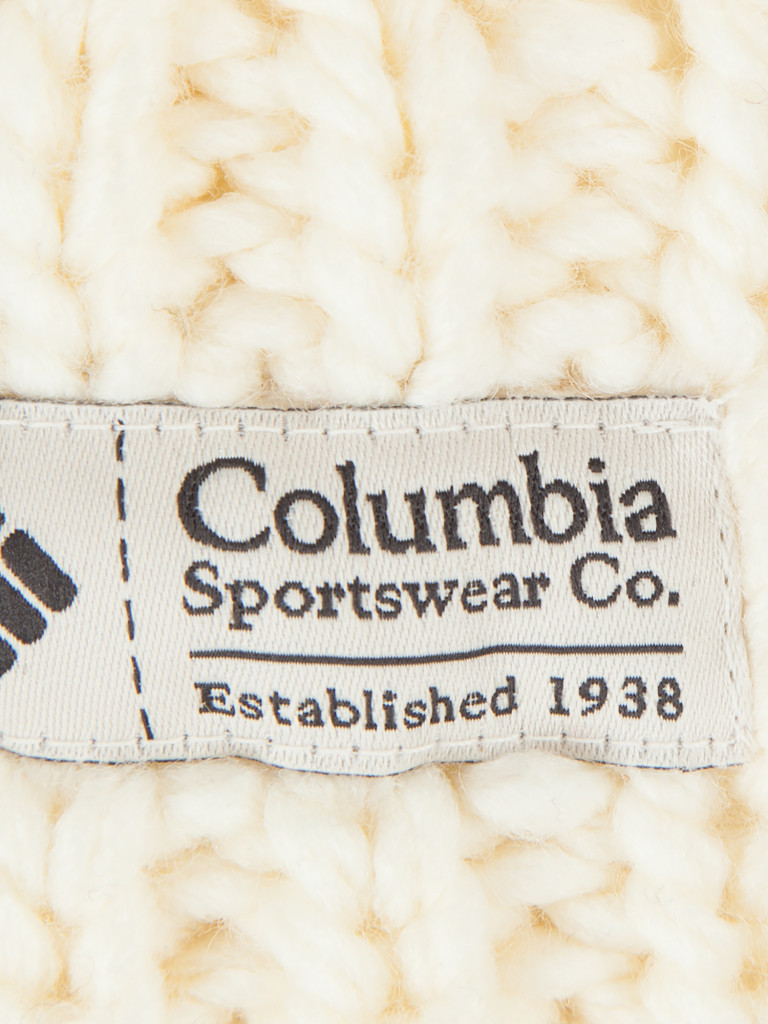 Columbia
Sportswear Co.
Established 1938